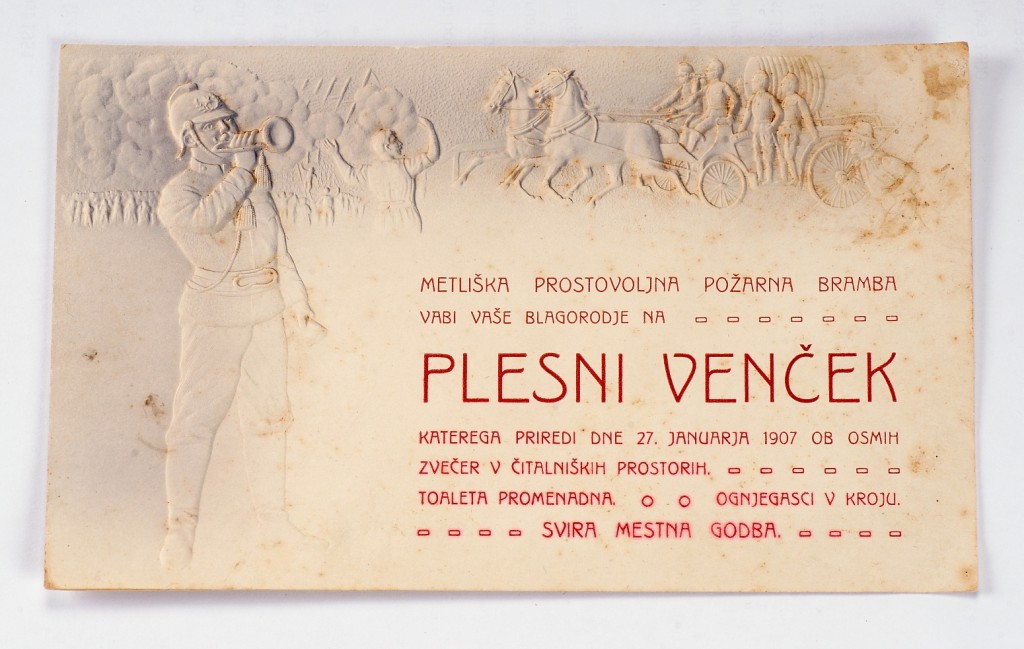 METLIŠKA PROSTOVOLJNA POŽARNA BRAMBA
VABI VAŠE BLAGORODJE NA
PLESNI VENČEK
KATEREGA PRIREDI DNE 27. JANUARJA 1907 OB OSMIH
ZVEČER V ČITALNIŠKIH PROSTORIH.
TOALETA PROMENADNA. OGNJEGASCI V KROJU.
SVIRA MESTNA GODBA.